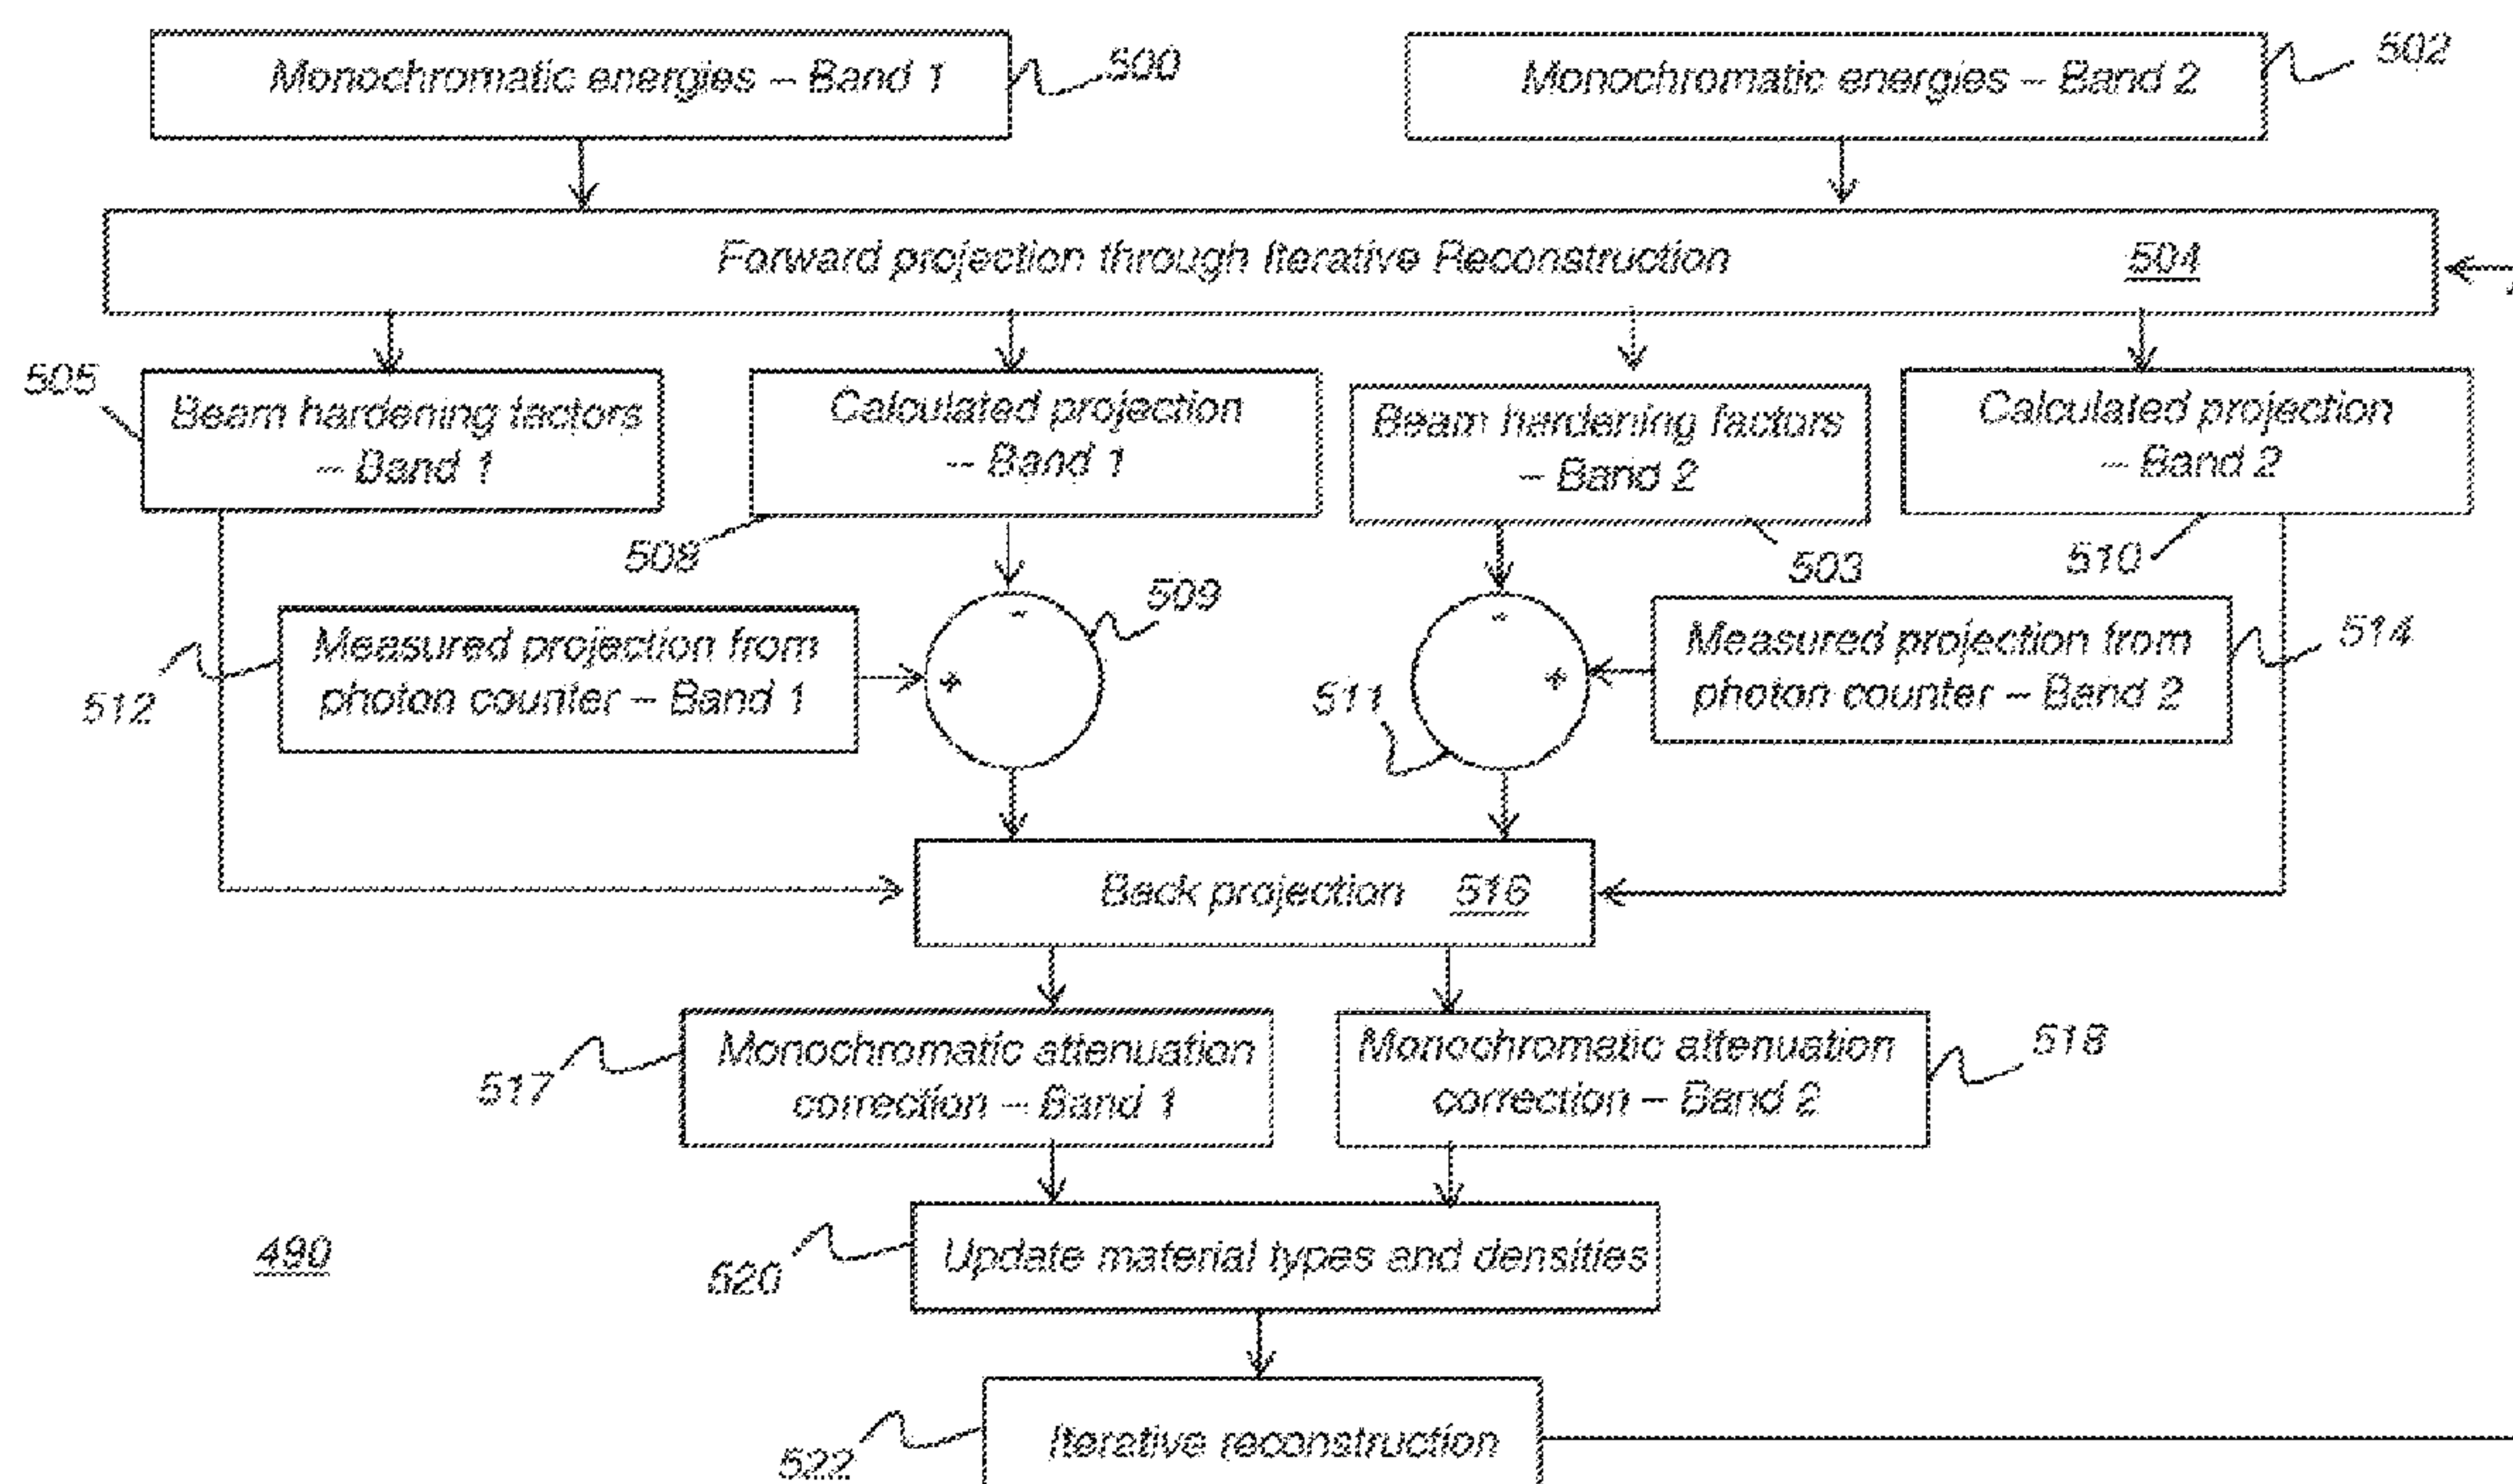 Monochromatic energies – Band 1
500
Monochromatic energies – Band 2
502
Forward projection through Iterative Reconstruction 504
505
Beam hardening factors
– Band 1
Calculated projection
– Band 1
508
Beam hardening factors
– Band 2
503
Calculated projection
– Band 2
510
512
Measured projection from
photon counter – Band 1
+
-
509
-
+
511
Measured projection from
photon counter – Band 2
514
Back projection 516
517
Monochromatic attenuation
correction – Band 1
Monochromatic attenuation
correction – Band 2
518
490
520
Update material types and densities
522
Iterative reconstruction